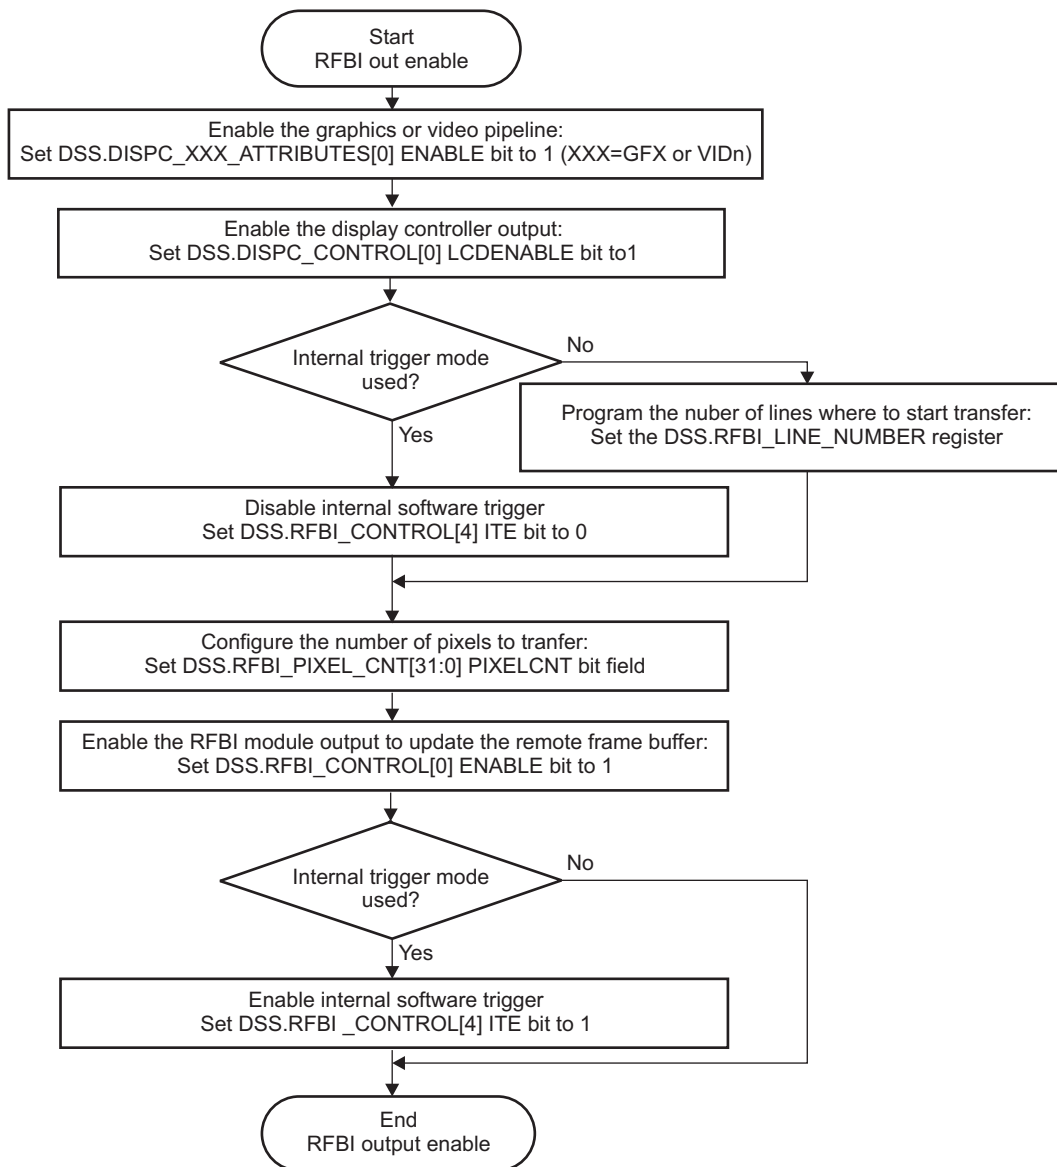 Start
RFBI out enable
Enable the graphics or video pipeline:
Set DSS.DISPC_XXX_ATTRIBUTES[0] ENABLE bit to 1 (XXX=GFX or VIDn)
Enable the display controller output:
Set DSS.DISPC_CONTROL[0] LCDENABLE bit to1
Internal trigger mode
used?
No
Yes
Program the nuber of lines where to start transfer:
Set the DSS.RFBI_LINE_NUMBER register
Disable internal software trigger
Set DSS.RFBI_CONTROL[4] ITE bit to 0
Configure the number of pixels to tranfer:
Set DSS.RFBI_PIXEL_CNT[31:0] PIXELCNT bit field
Enable the RFBI module output to update the remote frame buffer:
Set DSS.RFBI_CONTROL[0] ENABLE bit to 1
Internal trigger mode
used?
No
Yes
Enable internal software trigger
Set DSS.RFBI _CONTROL[4] ITE bit to 1
End
RFBI output enable